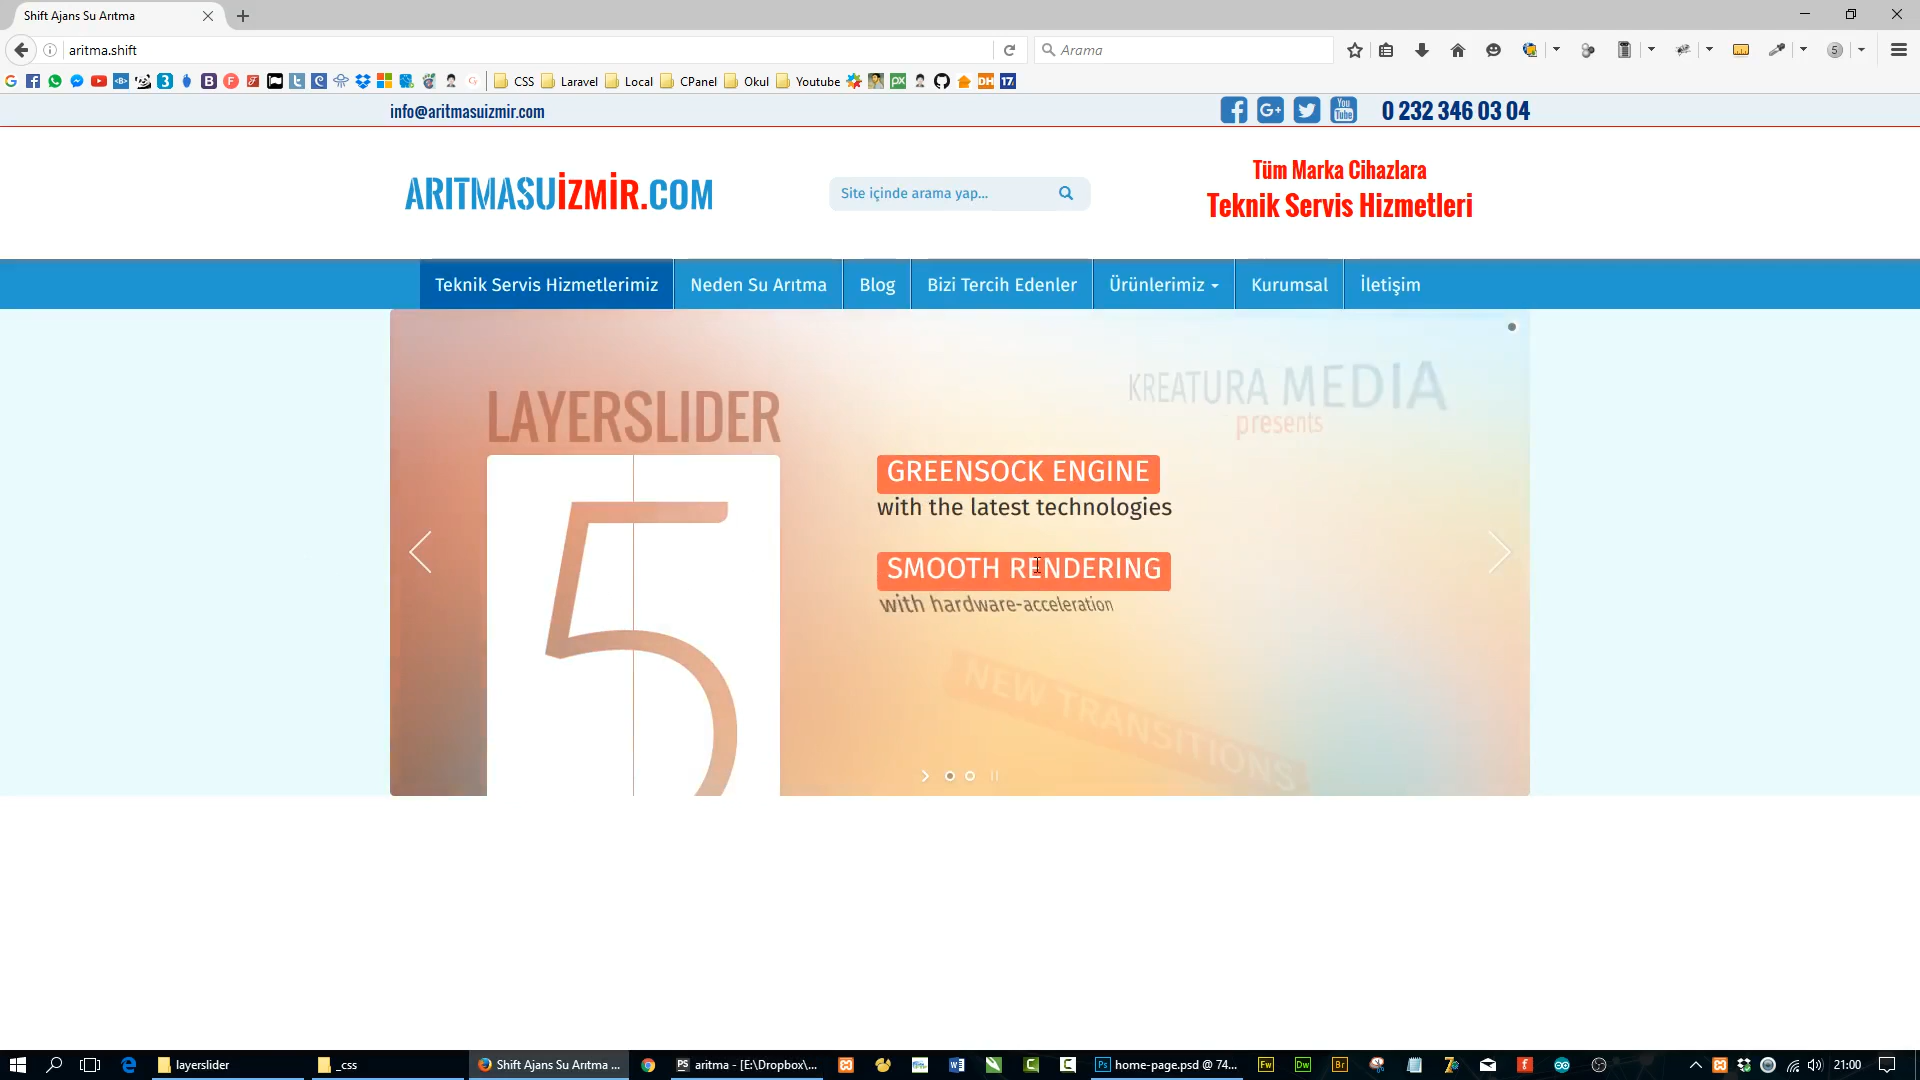 Shift Ajans Su Arıtma
aritma.shift
Arama
5
CSS
Laravel
Local
CPanel
Okul
Youtube
info@aritmasuizmir.com
You Tube
0 232 346 03 04
ARITMASUİZMİR.COM
Site içinde arama yap...
Tüm Marka Cihazlara
Teknik Servis Hizmetleri
Teknik Servis Hizmetlerimiz
Neden Su Arıtma
Blog
Bizi Tercih Edenler
Ürünlerimiz
Kurumsal
İletişim
LAYERSLIDER
5
KREATURA MEDIA
presents
GREENSOCK ENGINE
with the latest technologies
SMOOTH RENDERING
with hardware-acceleration
NEW TRANSITIONS
layerslider
_css
Shift Ajans Su Arıtma ...
aritma - [E:\Dropbox\...
home-page.psd @ 74...
21:00